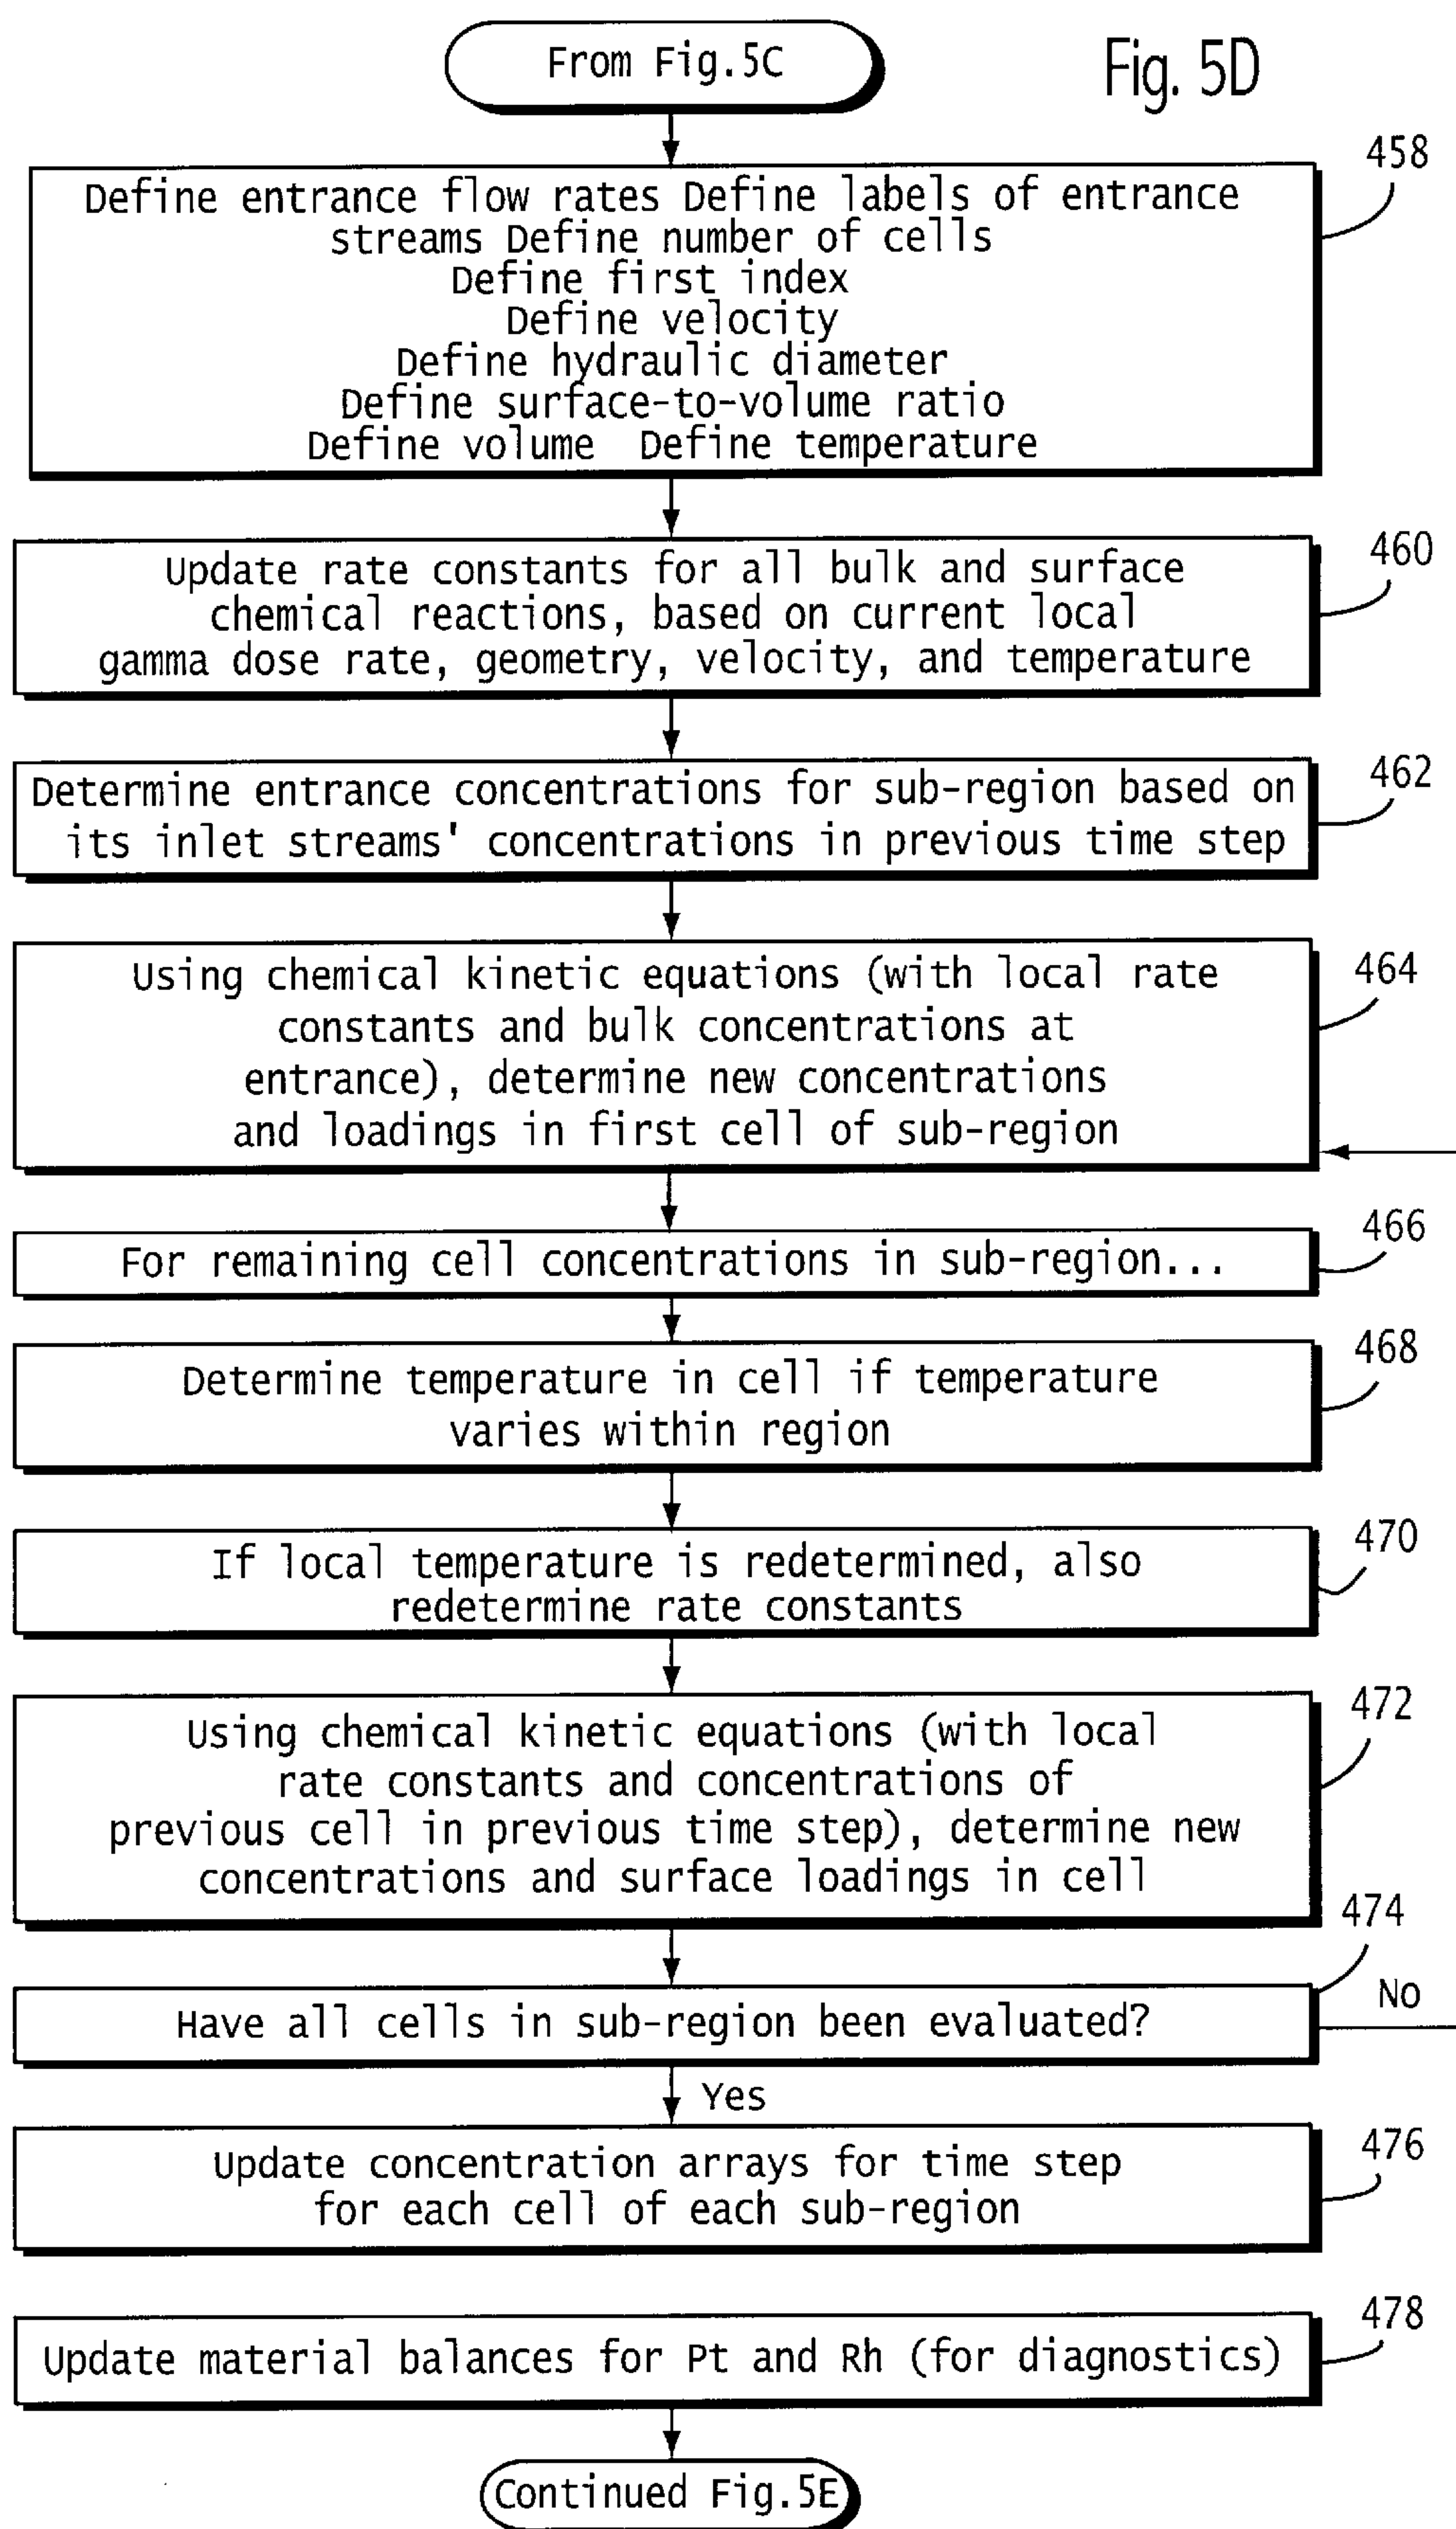 From Fig.5C
Fig. 5D
458
Define entrance flow rates Define labels of entrance
streams Define number of cells
Define first index
Define velocity
Define hydraulic diameter
Define surface-to-volume ratio
Define volume Define temperature
460
Update rate constants for all bulk and surface
chemical reactions, based on current local
gamma dose rate, geometry, velocity, and temperature
462
Determine entrance concentrations for sub-region based on
its inlet streams' concentrations in previous time step
464
Using chemical kinetic equations (with local rate
constants and bulk concentrations at
entrance), determine new concentrations
and loadings in first cell of sub-region
466
For remaining cell concentrations in sub-region...
468
Determine temperature in cell if temperature
varies within region
470
If local temperature is redetermined, also
redetermine rate constants
472
Using chemical kinetic equations (with local
rate constants and concentrations of
previous cell in previous time step), determine new
concentrations and surface loadings in cell
474
Have all cells in sub-region been evaluated?
No
Yes
476
Update concentration arrays for time step
for each cell of each sub-region
478
Update material balances for Pt and Rh (for diagnostics)
Continued Fig.5E